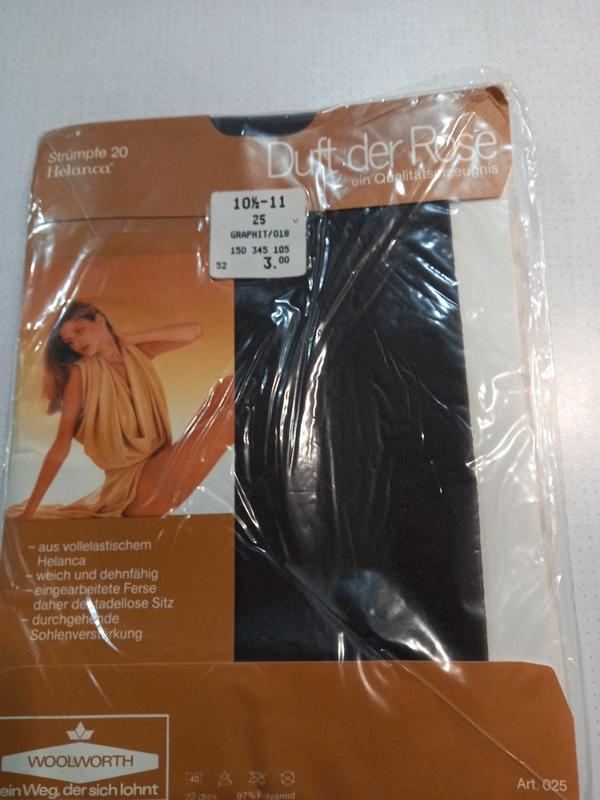 Strümpfe 20
Helanca®
Duft der Rose
ein Qualitätserzeugnis
10½-11
25
GRAPHIT/018
150 345 105
52 3.00
– aus vollelastischem
Helanca
– weich und dehnfähig
– eingearbeitete Ferse
daher der tadellose Sitz
– durchgehende
Sohlenverstärkung
WOOLWORTH
ein Weg, der sich lohnt
40
22 dtex 97% Polyamid
Art. 025